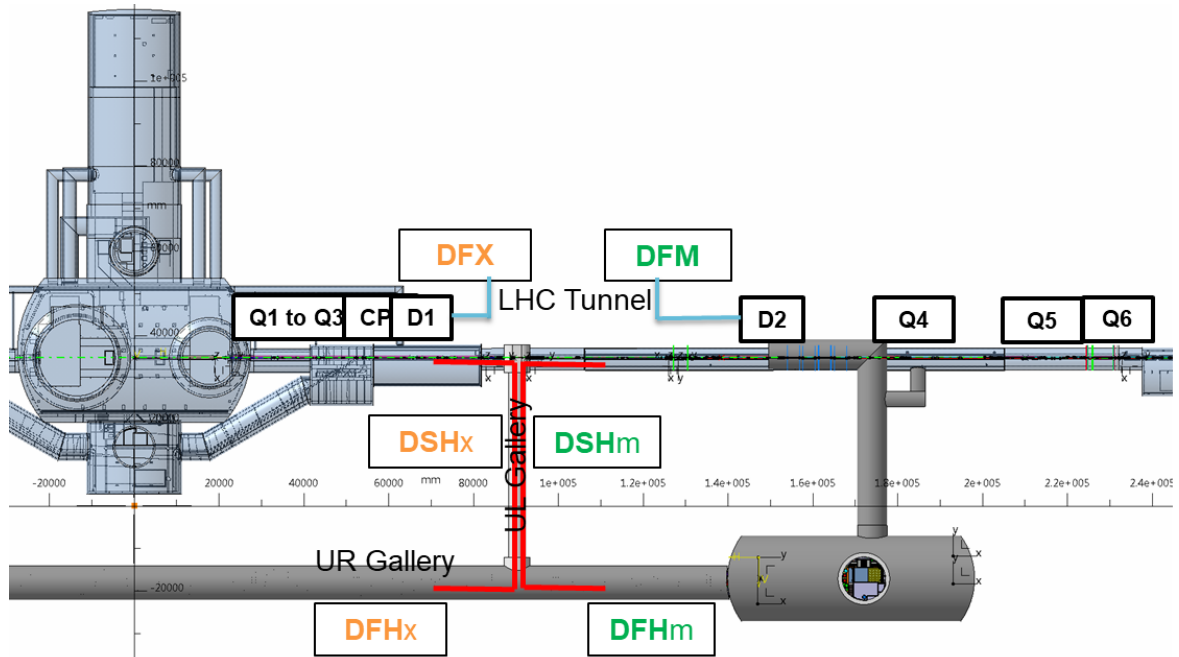 1e+005
80000
mm
60000
DFX
DFM
LHC Tunnel
Q1 to Q3
CP
D1
D2
Q4
Q5
Q6
40000
x
x
x
y
x
DSHx
UL Gallery
DSHm
-20000
20000
40000
60000
mm
80000
1e+005
1.2e+005
1.4e+005
1.6e+005
1.8e+005
2e+005
2.2e+005
2.4e+005
UR Gallery
-20000
y
y
x
x
y
y
x
x
DFHx
DFHm